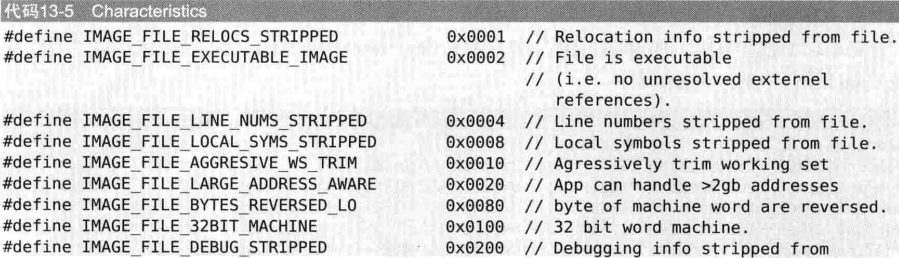 代码13-5 Characteristics
#define IMAGE_FILE_RELOCS_STRIPPED 0x0001 // Relocation info stripped from file.
#define IMAGE_FILE_EXECUTABLE_IMAGE 0x0002 // File is executable
// (i.e. no unresolved externel
references).
#define IMAGE_FILE_LINE_NUMS_STRIPPED 0x0004 // Line numbers stripped from file.
#define IMAGE_FILE_LOCAL_SYMS_STRIPPED 0x0008 // Local symbols stripped from file.
#define IMAGE_FILE_AGGRESIVE_WS_TRIM 0x0010 // Agressively trim working set
#define IMAGE_FILE_LARGE_ADDRESS_AWARE 0x0020 // App can handle >2gb addresses
#define IMAGE_FILE_BYTES_REVERSED_LO 0x0080 // byte of machine word are reversed.
#define IMAGE_FILE_32BIT_MACHINE 0x0100 // 32 bit word machine.
#define IMAGE_FILE_DEBUG_STRIPPED 0x0200 // Debugging info stripped from